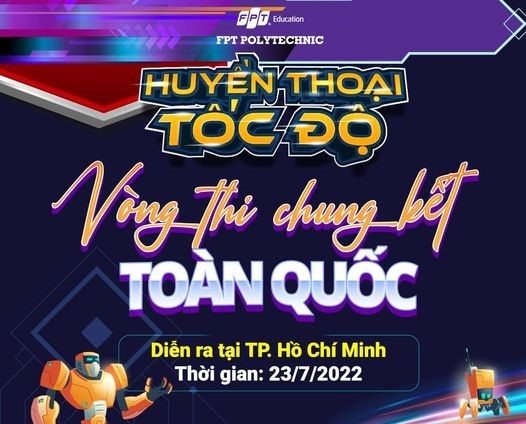 FPT Education
FPT POLYTECHNIC
HUYỀN THOẠI
TỐC ĐỘ
Vòng thi chung kết
TOÀN QUỐC
Diễn ra tại TP. Hồ Chí Minh
Thời gian: 23/7/2022